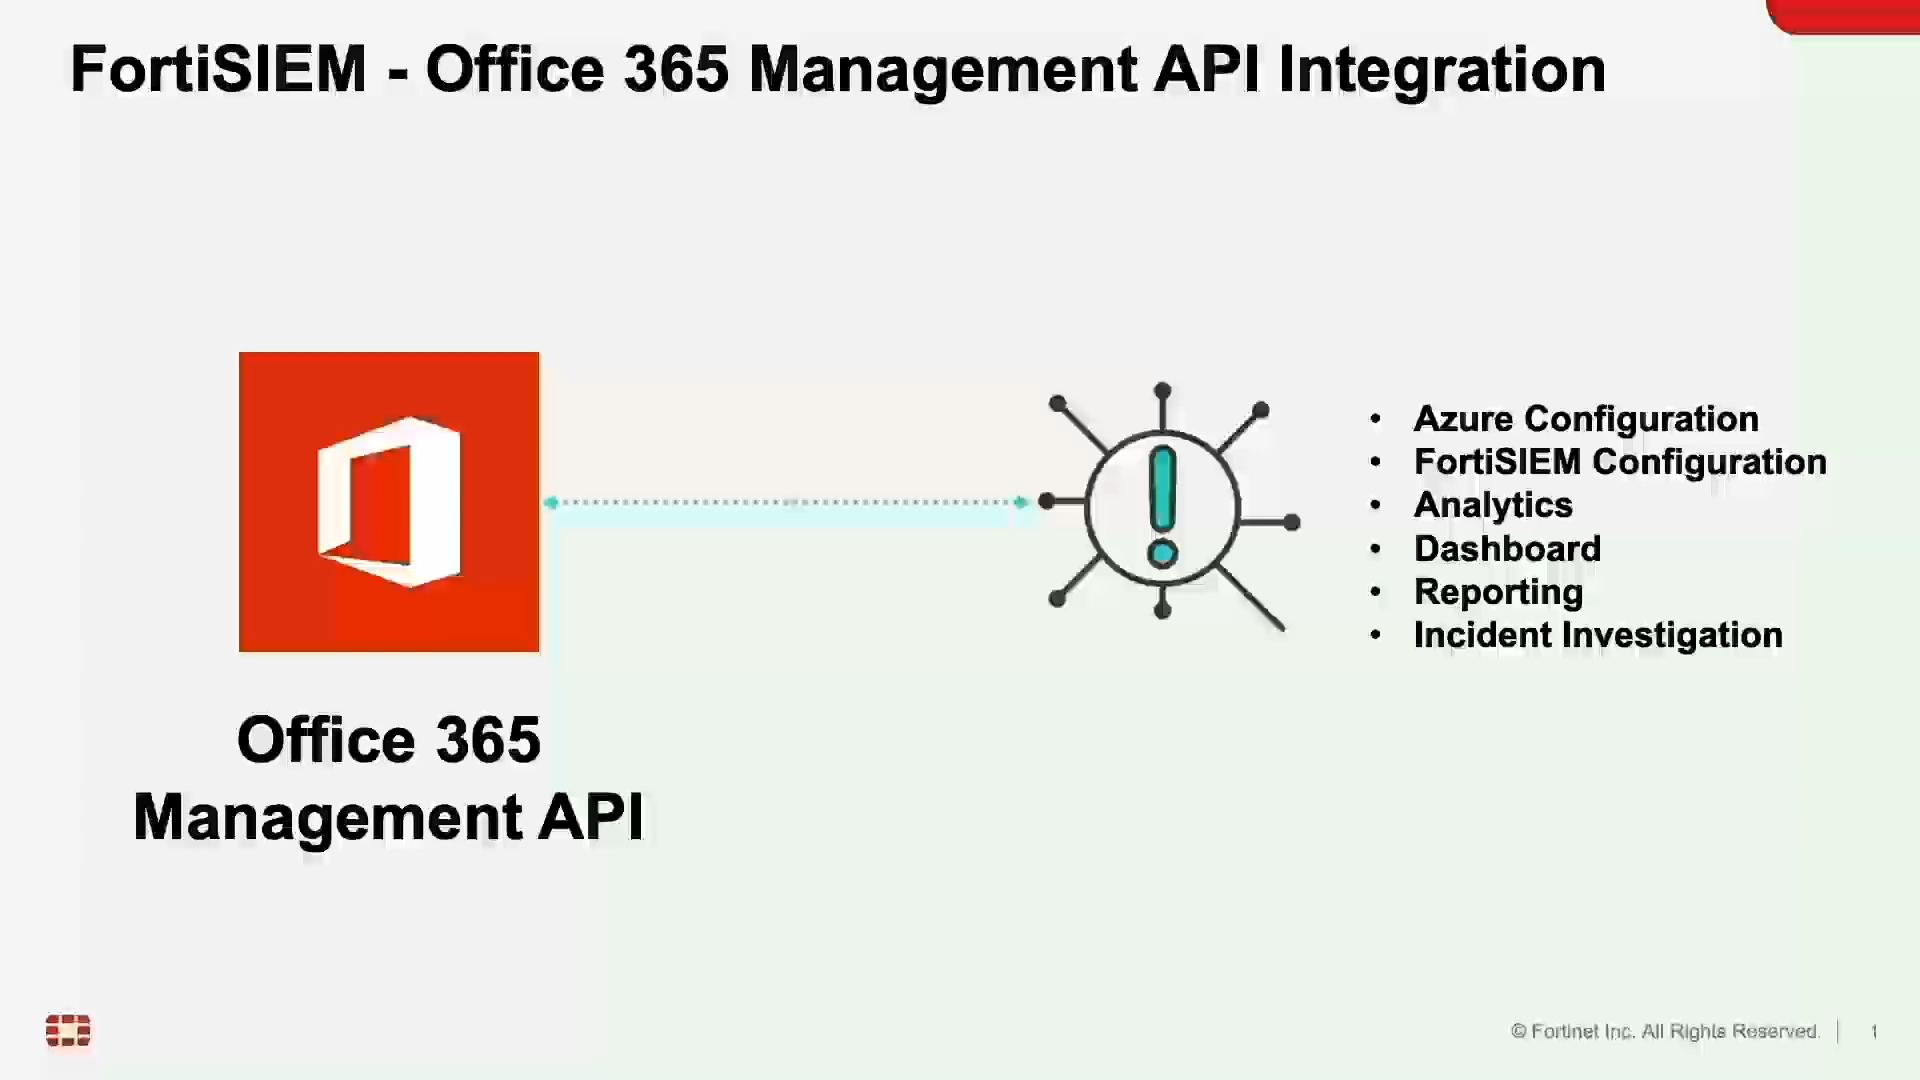 FortiSIEM - Office 365 Management API Integration
• Azure Configuration
• FortiSIEM Configuration
• Analytics
• Dashboard
• Reporting
• Incident Investigation
Office 365
Management API
© Fortinet Inc. All Rights Reserved. | 1